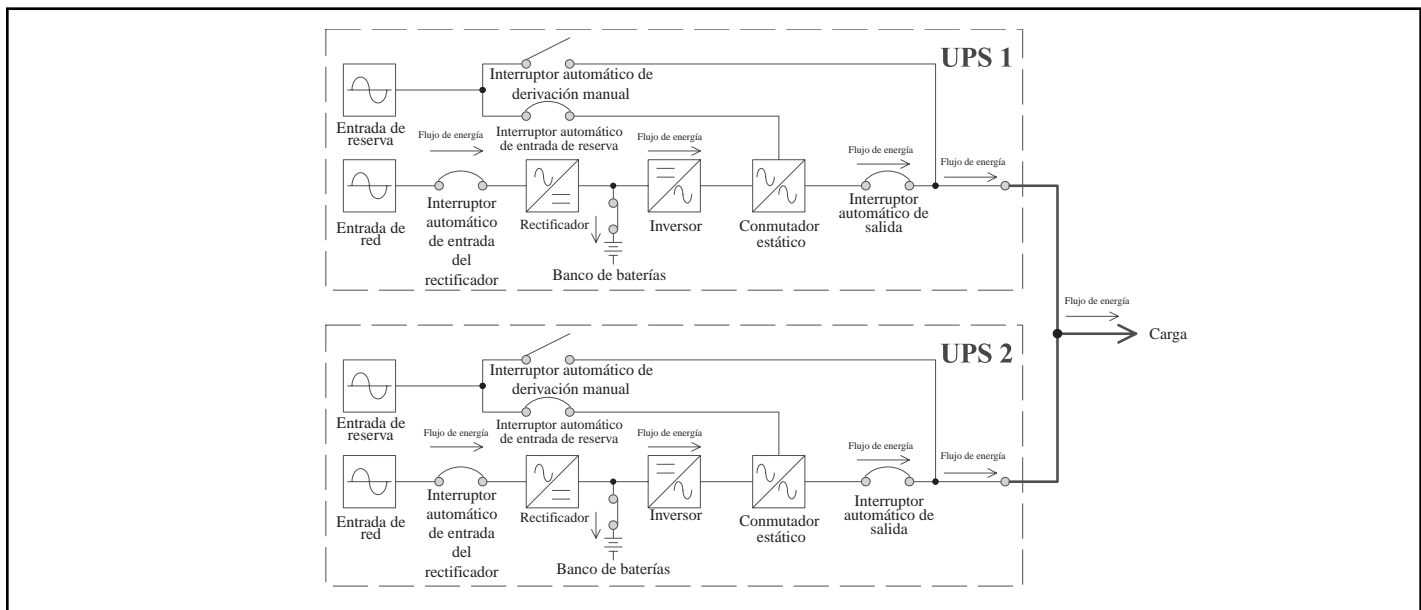 UPS 1
Interruptor automático de
derivación manual
Entrada de
reserva
Flujo de energía
Interruptor automático
de entrada de reserva
Flujo de energía
Flujo de energía
Flujo de energía
Entrada de
red
Interruptor
automático
de entrada
del
rectificador
Rectificador
Banco de baterías
Inversor
Conmutador
estático
Interruptor
automático de
salida
Flujo de energía
Carga
UPS 2
Interruptor automático de
derivación manual
Entrada de
reserva
Flujo de energía
Interruptor automático
de entrada de reserva
Flujo de energía
Flujo de energía
Flujo de energía
Entrada de
red
Interruptor
automático
de entrada
del
rectificador
Rectificador
Banco de baterías
Inversor
Conmutador
estático
Interruptor
automático de
salida